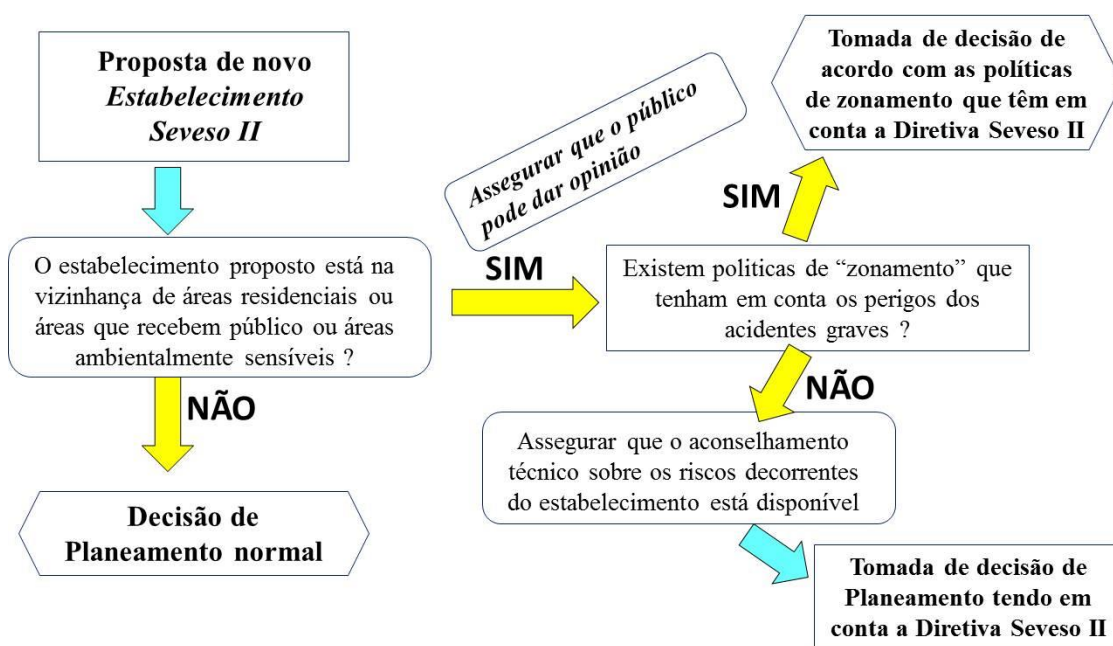 Proposta de novo
Estabelecimento
Seveso II
O estabelecimento proposto está na
vizinhança de áreas residenciais ou
áreas que recebem público ou áreas
ambientalmente sensíveis ?
NÃO
Decisão de
Planeamento normal
SIM
Assegurar que o público
pode dar opinião
Existem politicas de “zonamento” que
tenham em conta os perigos dos
acidentes graves ?
SIM
Tomada de decisão de
acordo com as políticas
de zonamento que têm em
conta a Diretiva Seveso II
NÃO
Assegurar que o aconselhamento
técnico sobre os riscos decorrentes
do estabelecimento está disponível
Tomada de decisão de
Planeamento tendo em
conta a Diretiva Seveso II